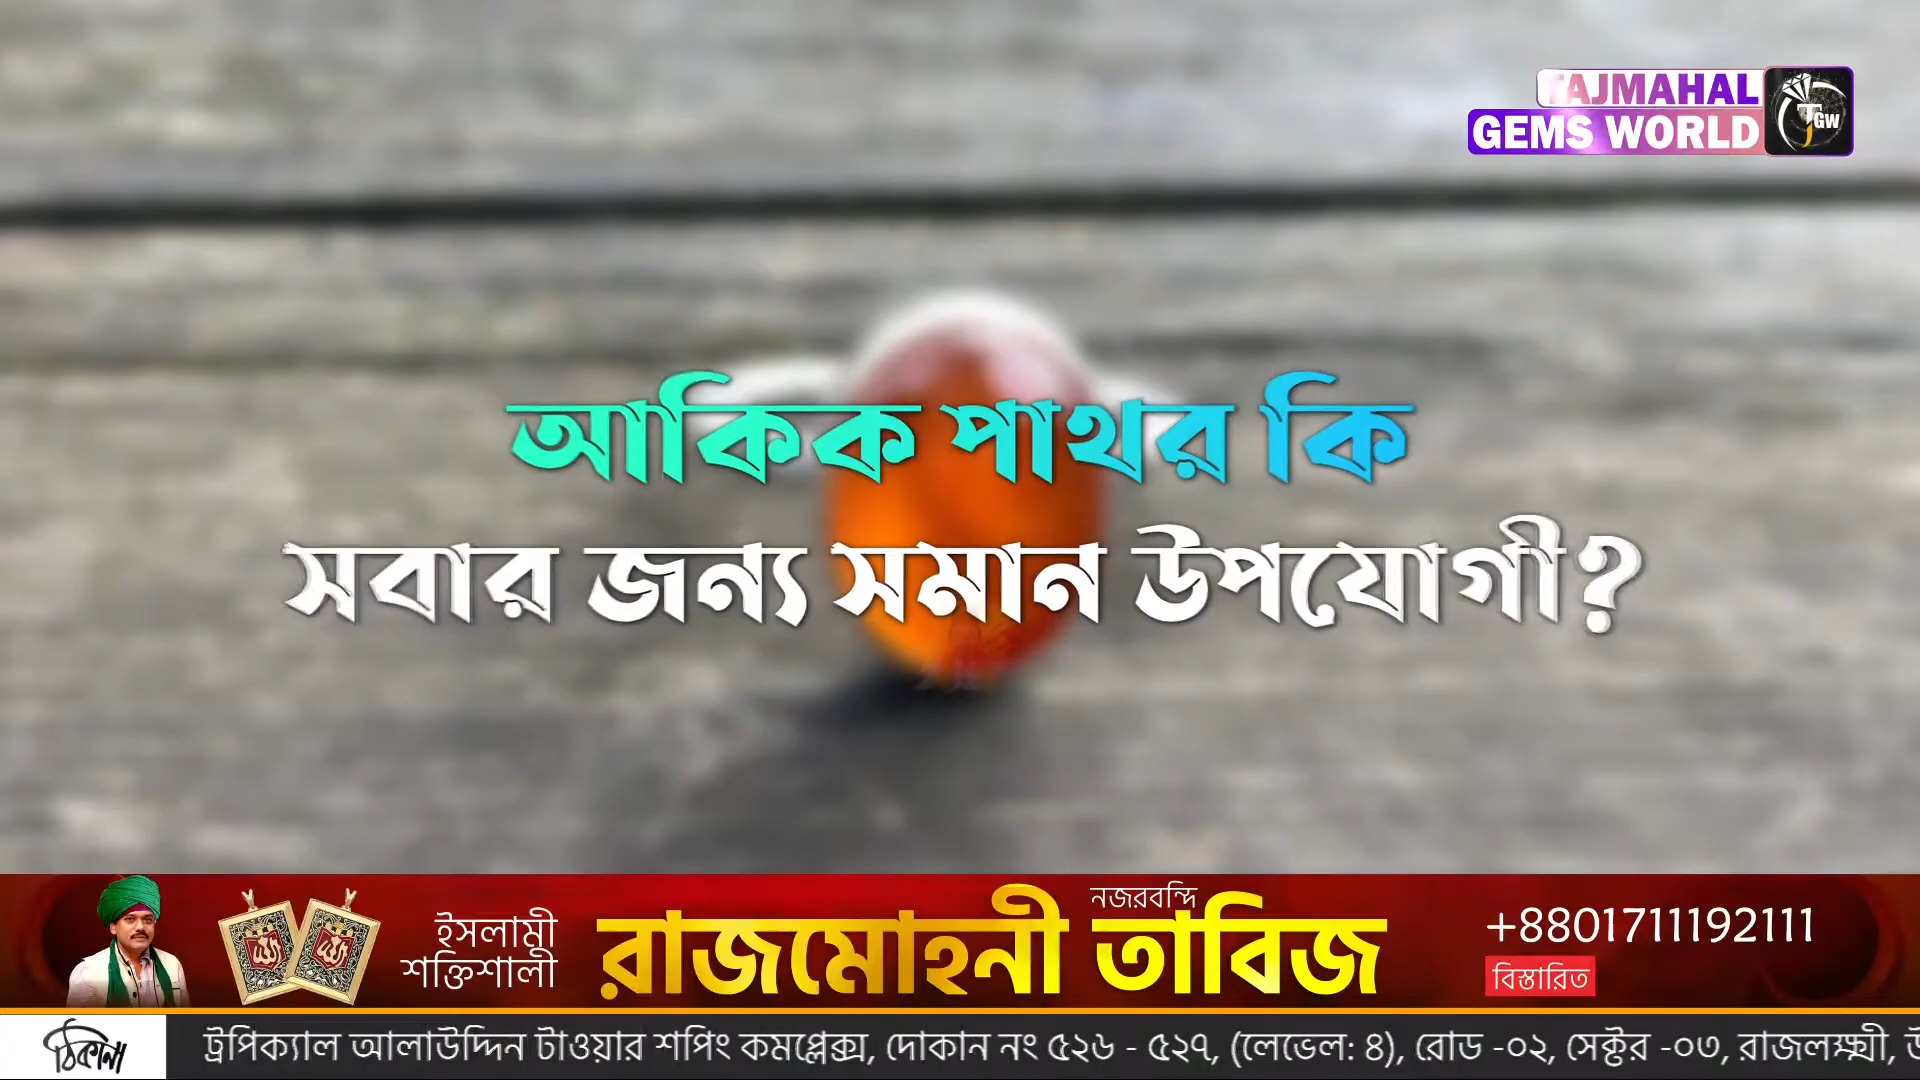 TAJMAHAL
GEMS WORLD
TJGW
আকিক পাথর কি
সবার জন্য সমান উপযোগী?
ইসলামী
শক্তিশালী
রাজমোহনী
নজরবন্দি
তাবিজ
+8801711192111
বিস্তারিত
ঠিকানা
ট্রপিক্যাল আলাউদ্দিন টাওয়ার শপিং কমপ্লেক্স, দোকান নং ৫২৬ - ৫২৭, (লেভেল: ৪), রোড -০২, সেক্টর -০৩, রাজলক্ষ্মী,